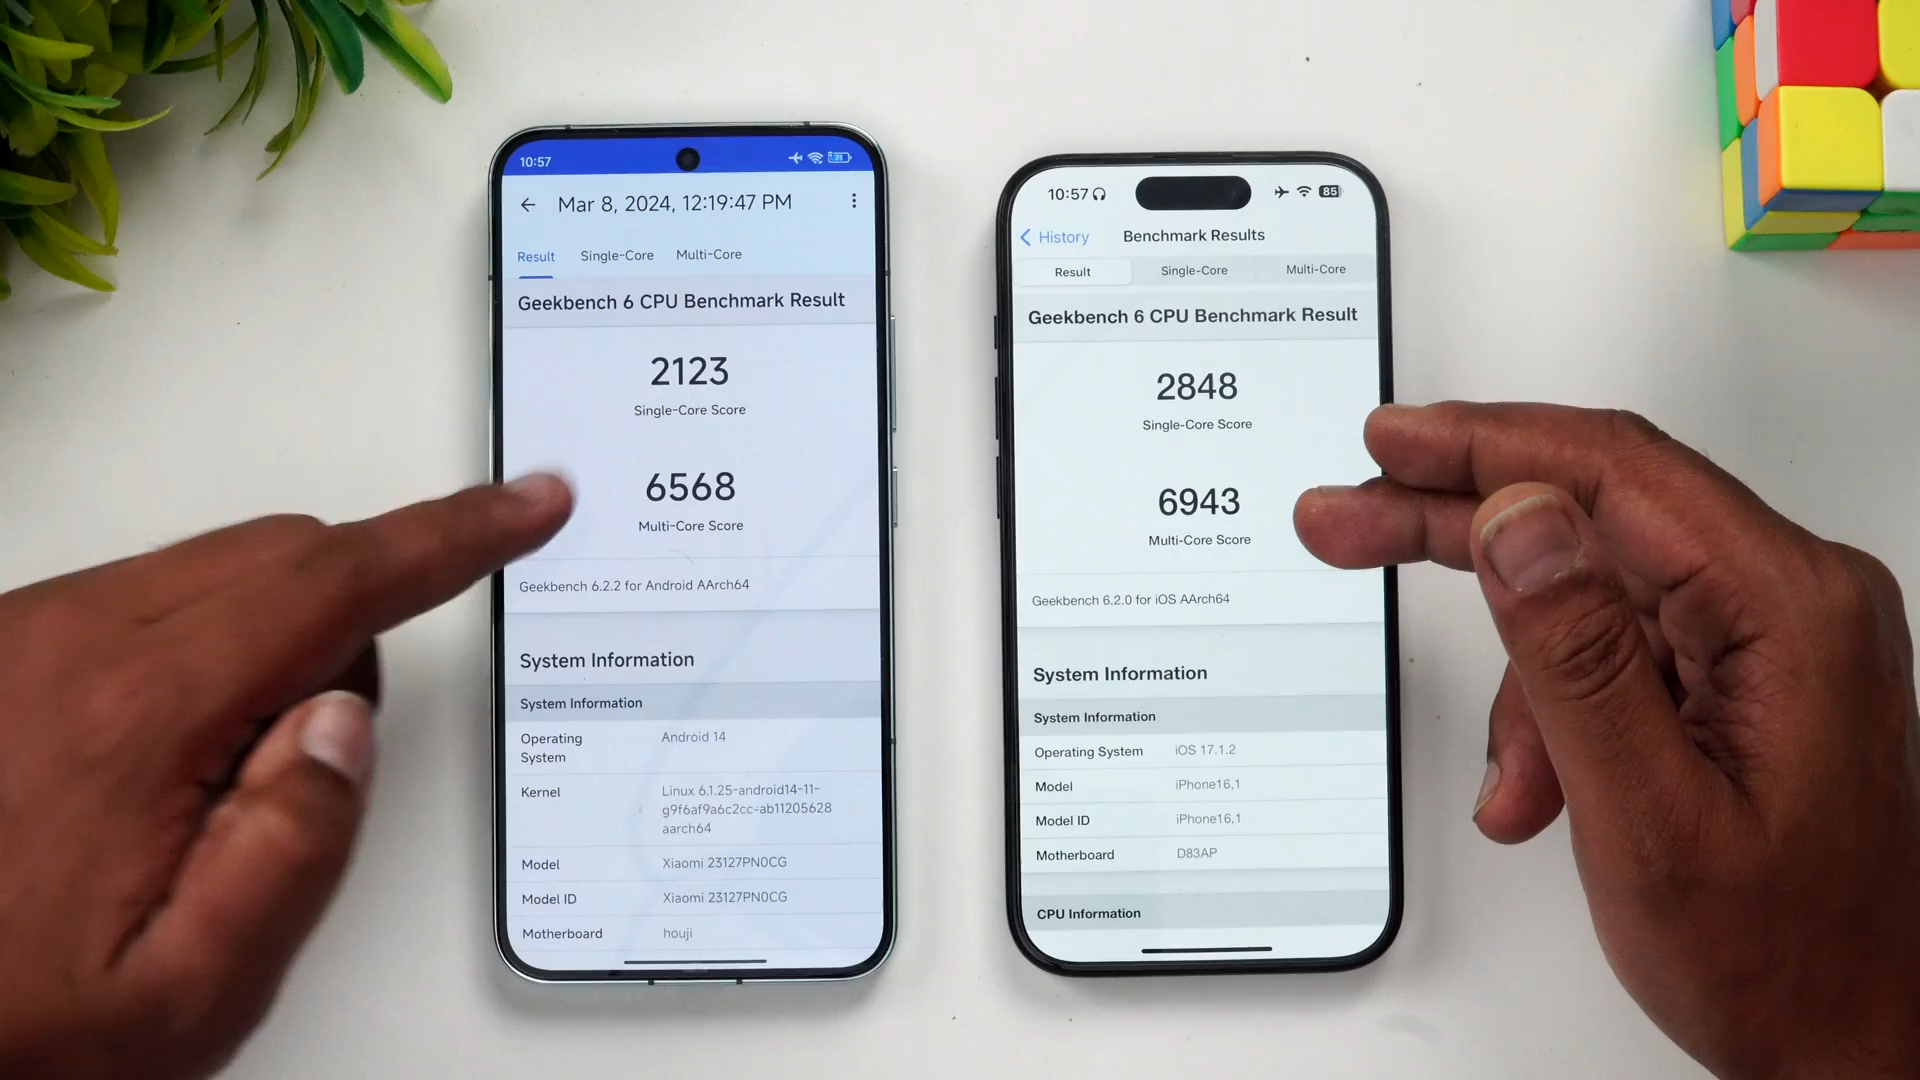 10:57
71
Mar 8, 2024, 12:19:47 PM
Result Single-Core Multi-Core
Geekbench 6 CPU Benchmark Result
2123
Single-Core Score
6568
Multi-Core Score
Geekbench 6.2.2 for Android AArch64
System Information
System Information
Operating System Android 14
Kernel Linux 6.1.25-android14-11-
g9f6af9a6c2cc-ab11205628
aarch64
Model Xiaomi 23127PN0CG
Model ID Xiaomi 23127PN0CG
Motherboard houji
10:57
85
History Benchmark Results
Result Single-Core Multi-Core
Geekbench 6 CPU Benchmark Result
2848
Single-Core Score
6943
Multi-Core Score
Geekbench 6.2.0 for iOS AArch64
System Information
System Information
Operating System iOS 17.1.2
Model iPhone16,1
Model ID iPhone16,1
Motherboard D83AP
CPU Information